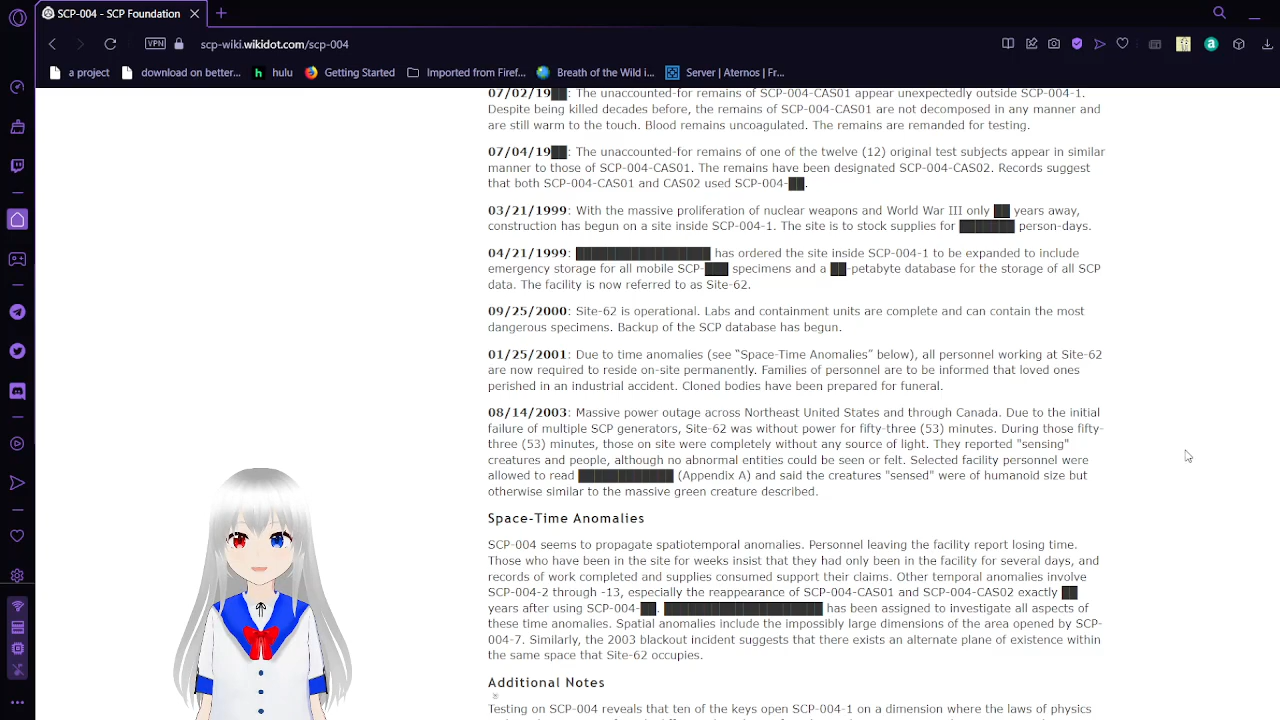 SCP-004 - SCP Foundation
VPN scp-wiki.wikidot.com/scp-004
a project download on better... hulu Getting Started Imported from Firef... Breath of the Wild i... Server | Aternos | Fr...
07/02/19██: The unaccounted-for remains of SCP-004-CAS01 appear unexpectedly outside SCP-004-1.
Despite being killed decades before, the remains of SCP-004-CAS01 are not decomposed in any manner and
are still warm to the touch. Blood remains uncoagulated. The remains are remanded for testing.
07/04/19██: The unaccounted-for remains of one of the twelve (12) original test subjects appear in similar
manner to those of SCP-004-CAS01. The remains have been designated SCP-004-CAS02. Records suggest
that both SCP-004-CAS01 and CAS02 used SCP-004-██.
03/21/1999: With the massive proliferation of nuclear weapons and World War III only ██ years away,
construction has begun on a site inside SCP-004-1. The site is to stock supplies for ███████ person-days.
04/21/1999: █████████████████ has ordered the site inside SCP-004-1 to be expanded to include
emergency storage for all mobile SCP-███ specimens and a ██-petabyte database for the storage of all SCP
data. The facility is now referred to as Site-62.
09/25/2000: Site-62 is operational. Labs and containment units are complete and can contain the most
dangerous specimens. Backup of the SCP database has begun.
01/25/2001: Due to time anomalies (see “Space-Time Anomalies” below), all personnel working at Site-62
are now required to reside on-site permanently. Families of personnel are to be informed that loved ones
perished in an industrial accident. Cloned bodies have been prepared for funeral.
08/14/2003: Massive power outage across Northeast United States and through Canada. Due to the initial
failure of multiple SCP generators, Site-62 was without power for fifty-three (53) minutes. During those fifty-
three (53) minutes, those on site were completely without any source of light. They reported "sensing"
creatures and people, although no abnormal entities could be seen or felt. Selected facility personnel were
allowed to read ████████████ (Appendix A) and said the creatures "sensed" were of humanoid size but
otherwise similar to the massive green creature described.
Space-Time Anomalies
SCP-004 seems to propagate spatiotemporal anomalies. Personnel leaving the facility report losing time.
Those who have been in the site for weeks insist that they had only been in the facility for several days, and
records of work completed and supplies consumed support their claims. Other temporal anomalies involve
SCP-004-2 through -13, especially the reappearance of SCP-004-CAS01 and SCP-004-CAS02 exactly ██
years after using SCP-004-██. ████████████████████ has been assigned to investigate all aspects of
these time anomalies. Spatial anomalies include the impossibly large dimensions of the area opened by SCP-
004-7. Similarly, the 2003 blackout incident suggests that there exists an alternate plane of existence within
the same space that Site-62 occupies.
Additional Notes
Testing on SCP-004 reveals that ten of the keys open SCP-004-1 on a dimension where the laws of physics